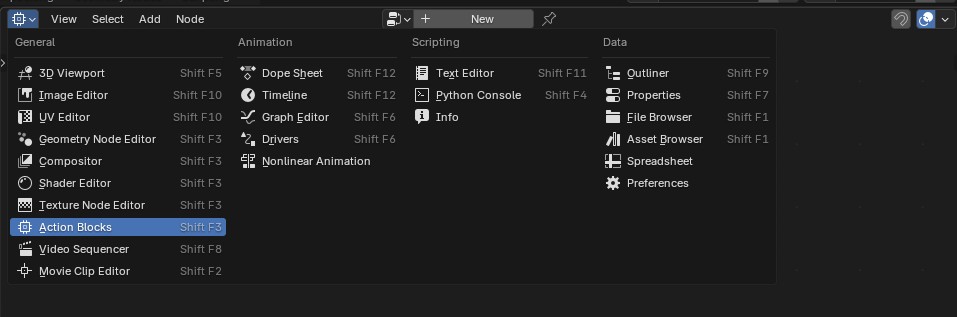 View Select Add Node + New
General Animation Scripting Data
3D Viewport Shift F5 Dope Sheet Shift F12 Text Editor Shift F11 Outliner Shift F9
Image Editor Shift F10 Timeline Shift F12 Python Console Shift F4 Properties Shift F7
UV Editor Shift F10 Graph Editor Shift F6 Info File Browser Shift F1
Geometry Node Editor Shift F3 Drivers Shift F6 Asset Browser Shift F1
Compositor Shift F3 Nonlinear Animation Spreadsheet
Shader Editor Shift F3 Preferences
Texture Node Editor Shift F3
Action Blocks Shift F3
Video Sequencer Shift F8
Movie Clip Editor Shift F2